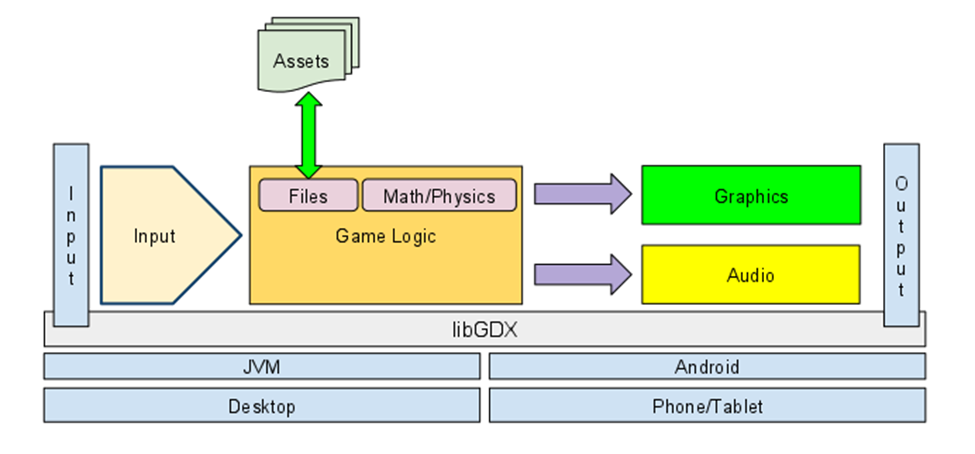 Assets
Input
Input
Files
Math/Physics
Game Logic
Graphics
Audio
Output
libGDX
JVM
Android
Desktop
Phone/Tablet